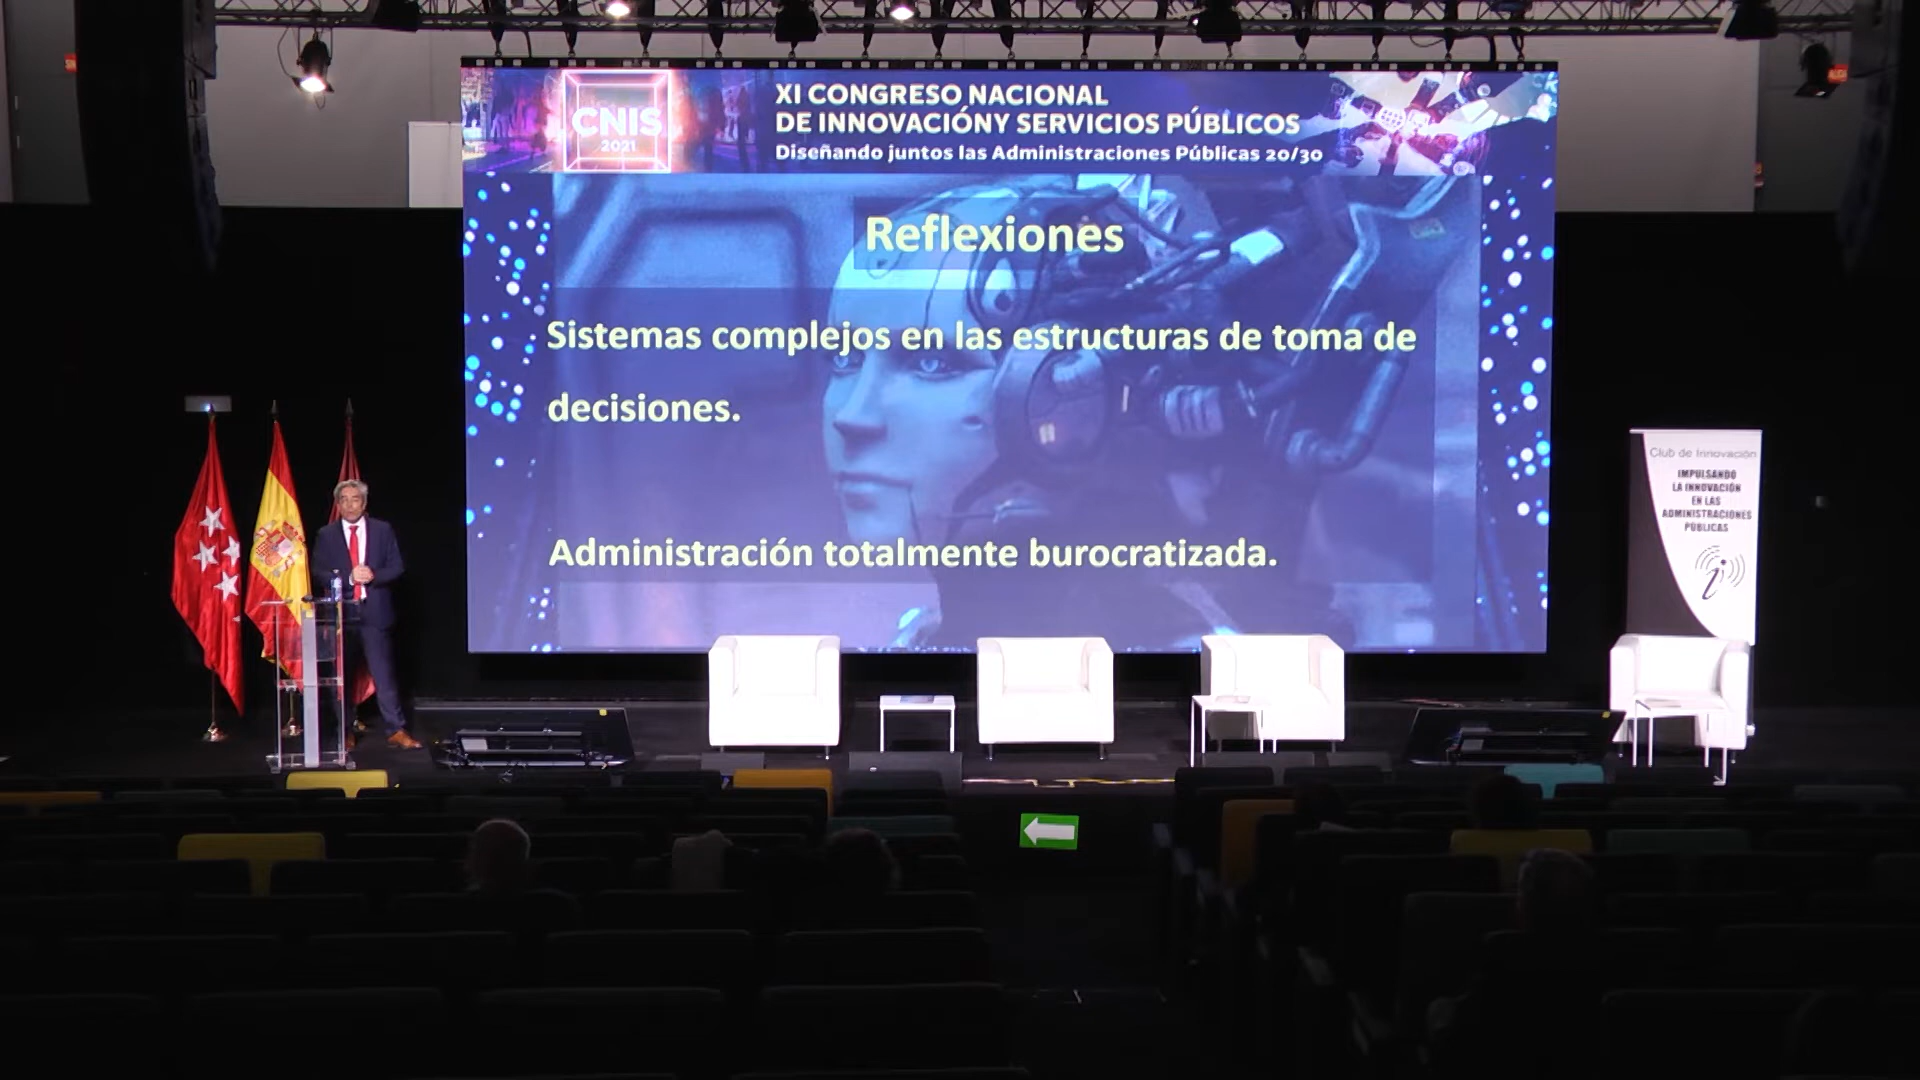 XI CONGRESO NACIONAL
DE INNOVACIÓNY SERVICIOS PÚBLICOS
Diseñando juntos las Administraciones Públicas 20/30
CNIS
2021
Reflexiones
Sistemas complejos en las estructuras de toma de
decisiones.
Administración totalmente burocratizada.
Club de Innovación
IMPULSANDO
LA INNOVACIÓN
EN LAS
ADMINISTRACIONES
PÚBLICAS